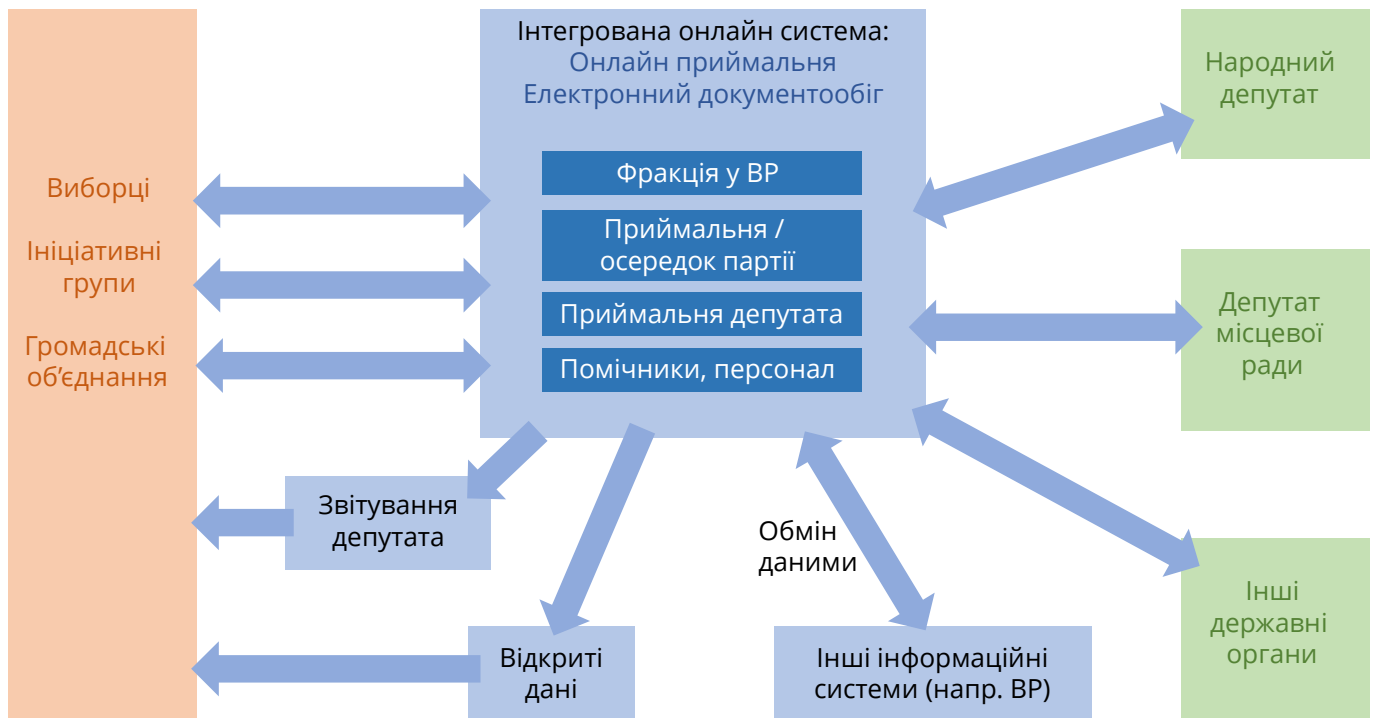 Виборці
Ініціативні
групи
Громадські
об’єднання
Інтегрована онлайн система:
Онлайн приймальня
Електронний документообіг
Фракція у ВР
Приймальня /
осередок партії
Приймальня депутата
Помічники, персонал
Народний
депутат
Депутат
місцевої
ради
Інші
державні
органи
Звітування
депутата
Обмін
даними
Відкриті
дані
Інші інформаційні
системи (напр. ВР)